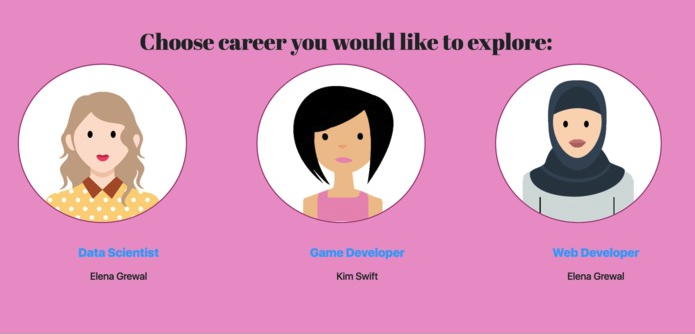 Choose career you would like to explore:
Data Scientist
Elena Grewal
Game Developer
Kim Swift
Web Developer
Elena Grewal